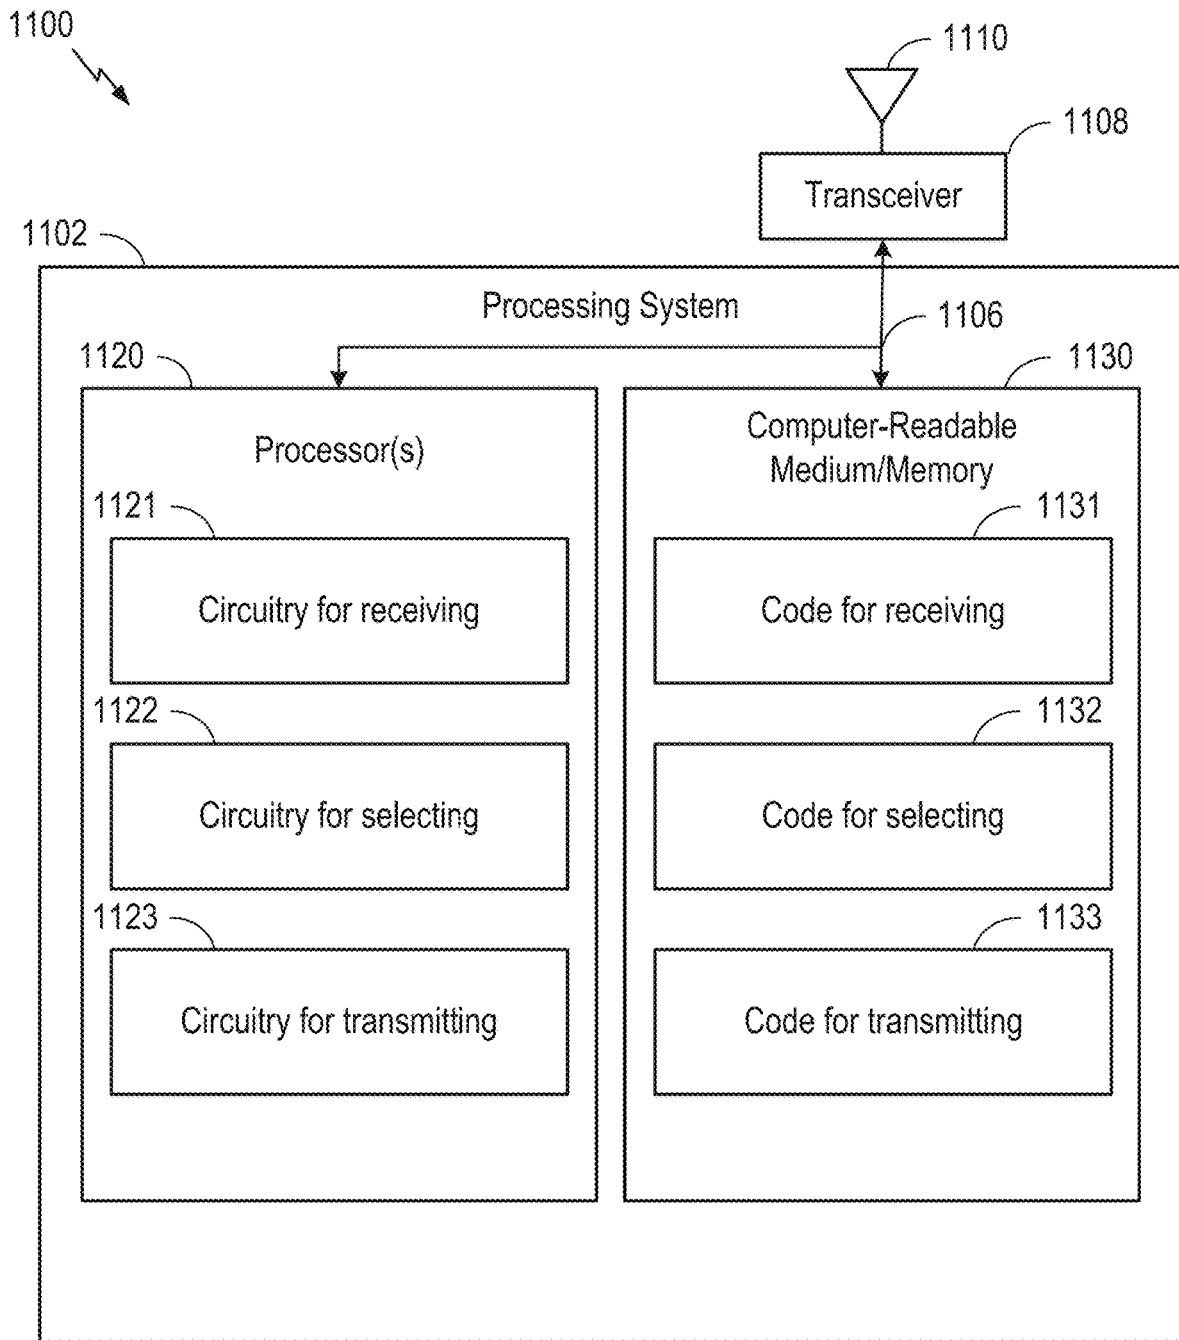 1100
1110
1108
Transceiver
1102
Processing System
1106
1120
1130
Processor(s)
Computer-Readable
Medium/Memory
1121
1131
Circuitry for receiving
Code for receiving
1122
1132
Circuitry for selecting
Code for selecting
1123
1133
Circuitry for transmitting
Code for transmitting